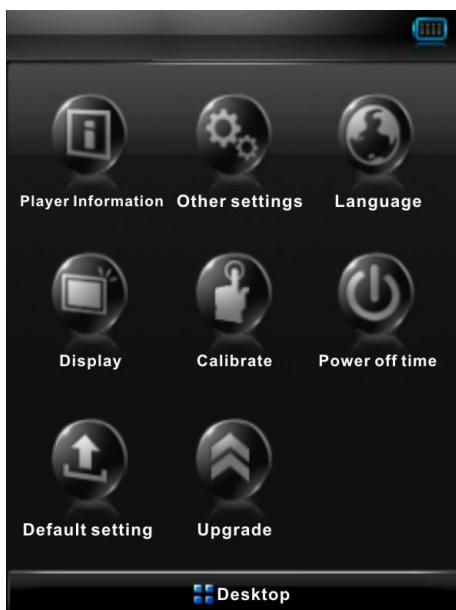 Player Information Other settings Language
Display Calibrate Power off time
Default setting Upgrade
Desktop